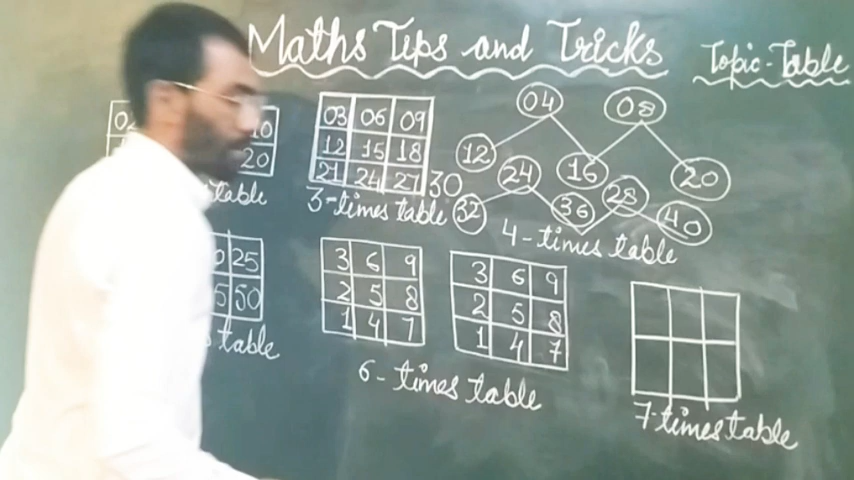 Maths Tips and Tricks
Topic-Table
10
20
table
03 06 09
12 15 18
21 24 27 30
3-times table
04 08
12 16 20
24 28
32 36 40
4-times table
25
50
table
3 6 9
2 5 8
1 4 7
3 6 9
2 5 8
1 4 7
6-times table
7-times table